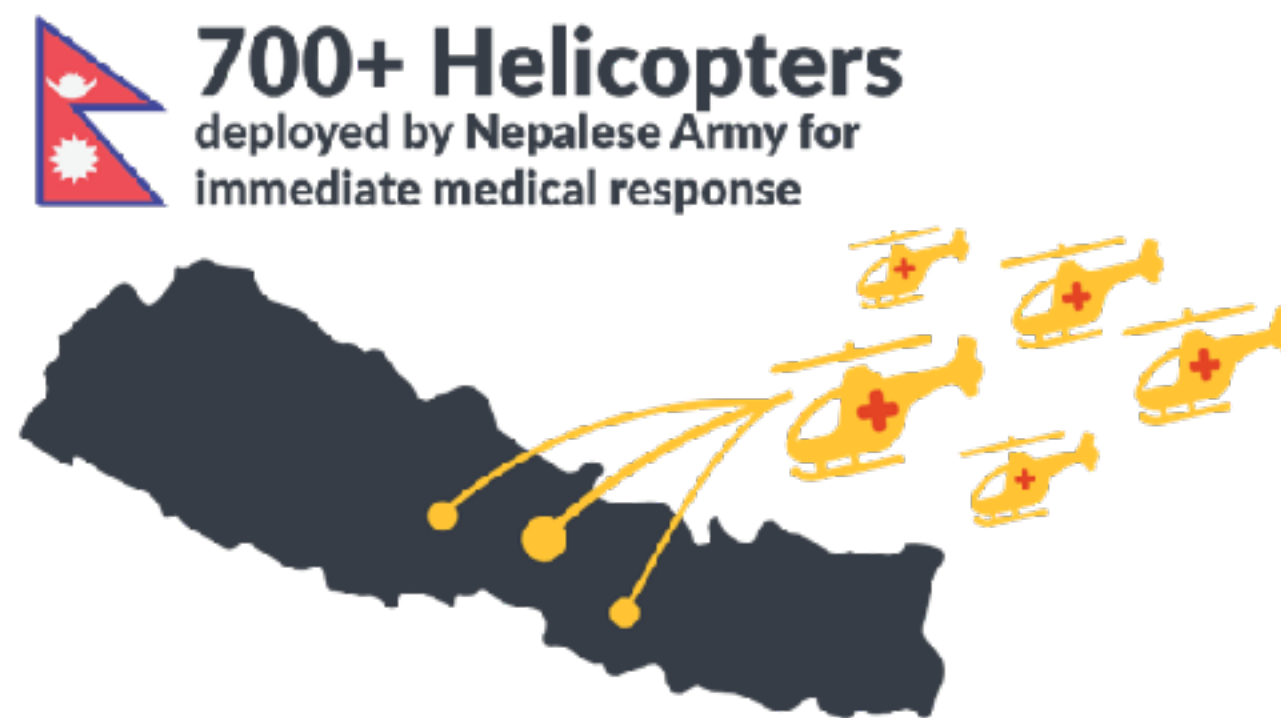 700+ Helicopters
deployed by Nepalese Army for
immediate medical response